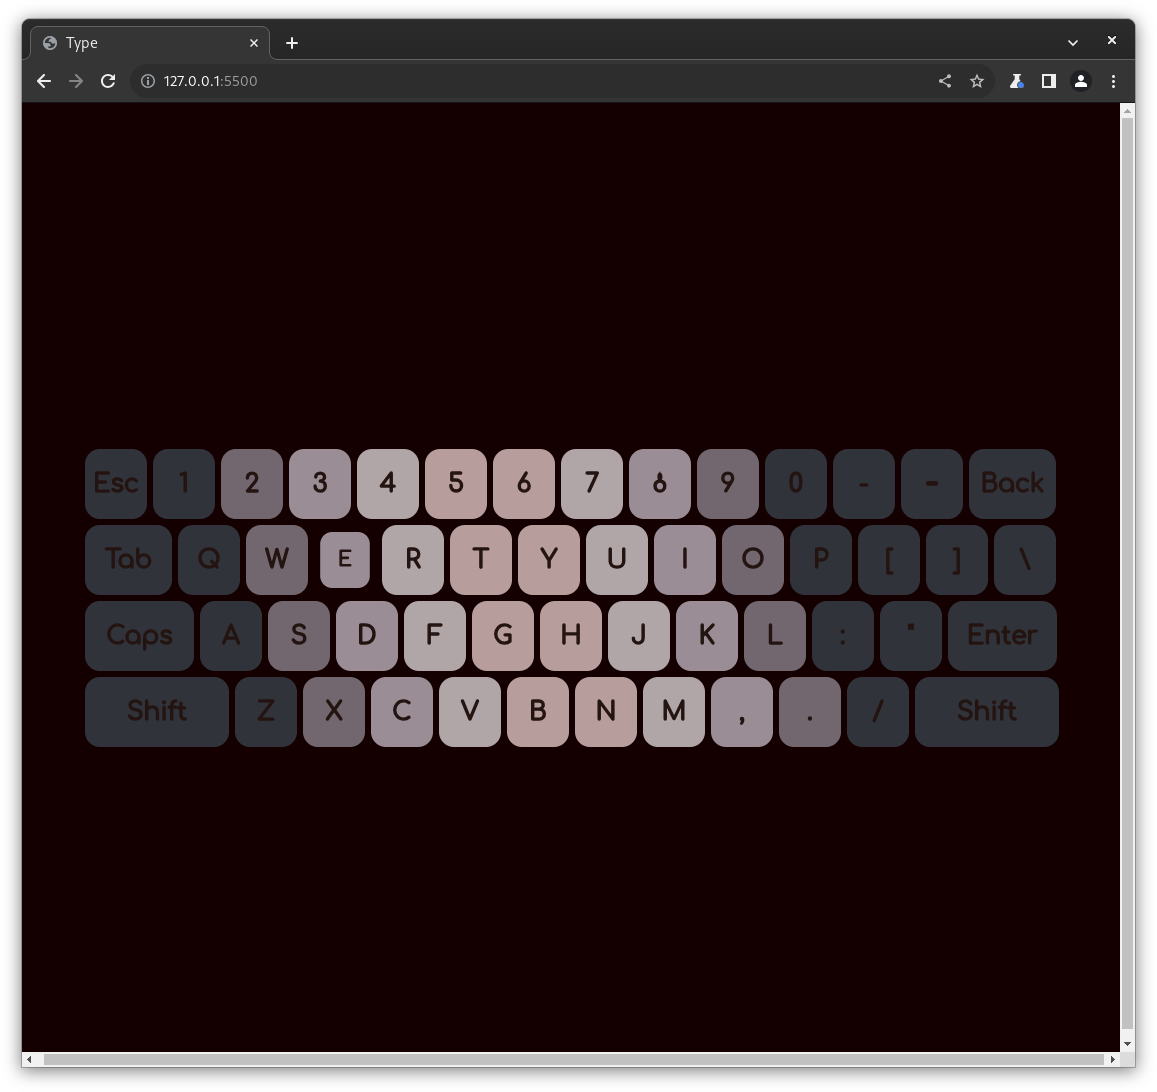 Type
127.0.0.1:5500
Esc 1 2 3 4 5 6 7 8 9 0 - = Back
Tab Q W E R T Y U I O P [ ] \
Caps A S D F G H J K L : " Enter
Shift Z X C V B N M , . / Shift